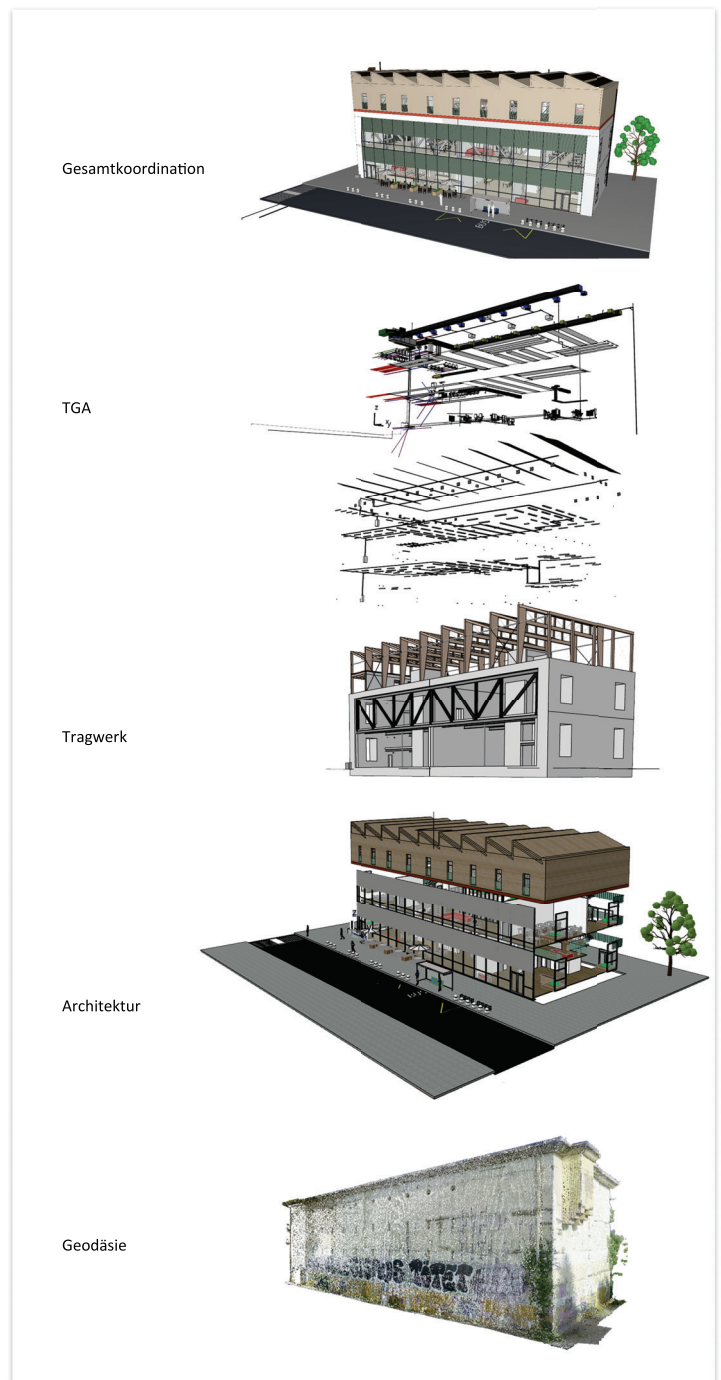 Gesamtkoordination
TGA
z
Tragwerk
Architektur
Geodäsie